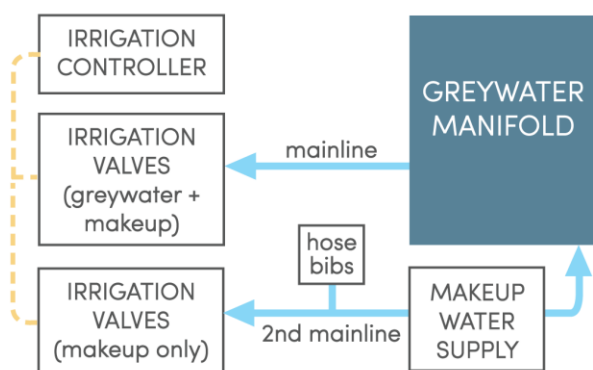 IRRIGATION
CONTROLLER
GREYWATER
MANIFOLD
IRRIGATION
VALVES
(greywater +
makeup)
mainline
hose
bibs
IRRIGATION
VALVES
(makeup only)
2nd mainline
MAKEUP
WATER
SUPPLY